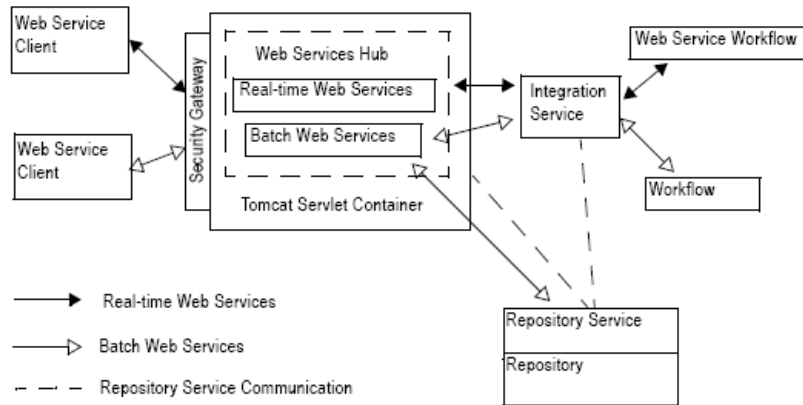 Web Service
Client
Web Service
Client
Security Gateway
Web Services Hub
Real-time Web Services
Batch Web Services
Tomcat Servlet Container
Integration
Service
Web Service Workflow
Workflow
Repository Service
Repository
Real-time Web Services
Batch Web Services
Repository Service Communication